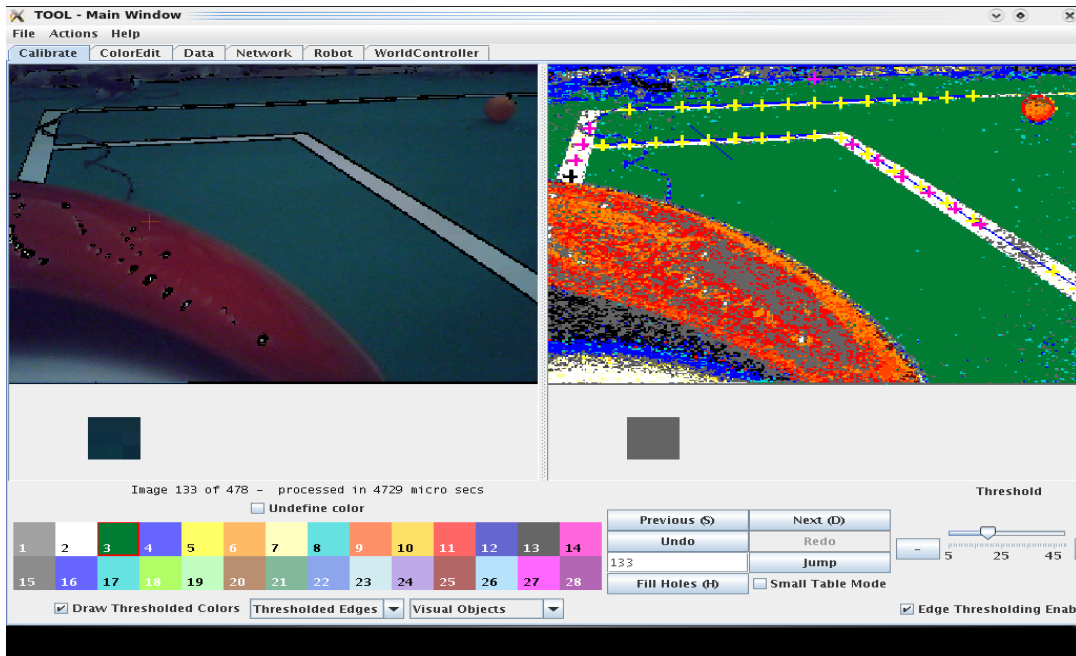 TOOL - Main Window
File Actions Help
Calibrate ColorEdit Data Network Robot WorldController
Image 133 of 478 - processed in 4729 micro secs
Undefine color
Threshold
1 2 3 4 5 6 7 8 9 10 11 12 13 14
15 16 17 18 19 20 21 22 23 24 25 26 27 28
Previous (S) Next (D)
Undo Redo
133 Jump
Fill Holes (H) Small Table Mode
- 5 25 45
Draw Thresholded Colors Thresholded Edges Visual Objects Edge Thresholding Enab